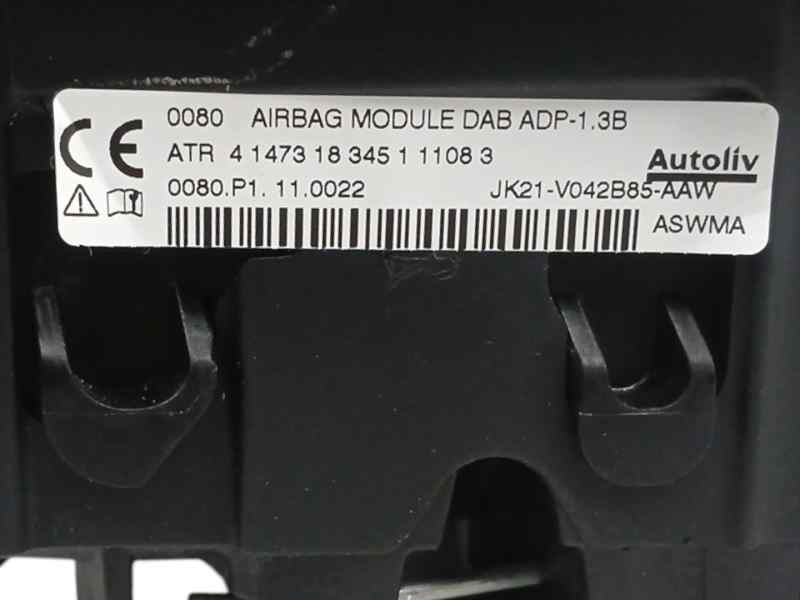 CE 0080 AIRBAG MODULE DAB ADP-1.3B
ATR 4 1473 18 345 1 1108 3 Autoliv
0080.P1. 11.0022 JK21-V042B85-AAW
ASWMA